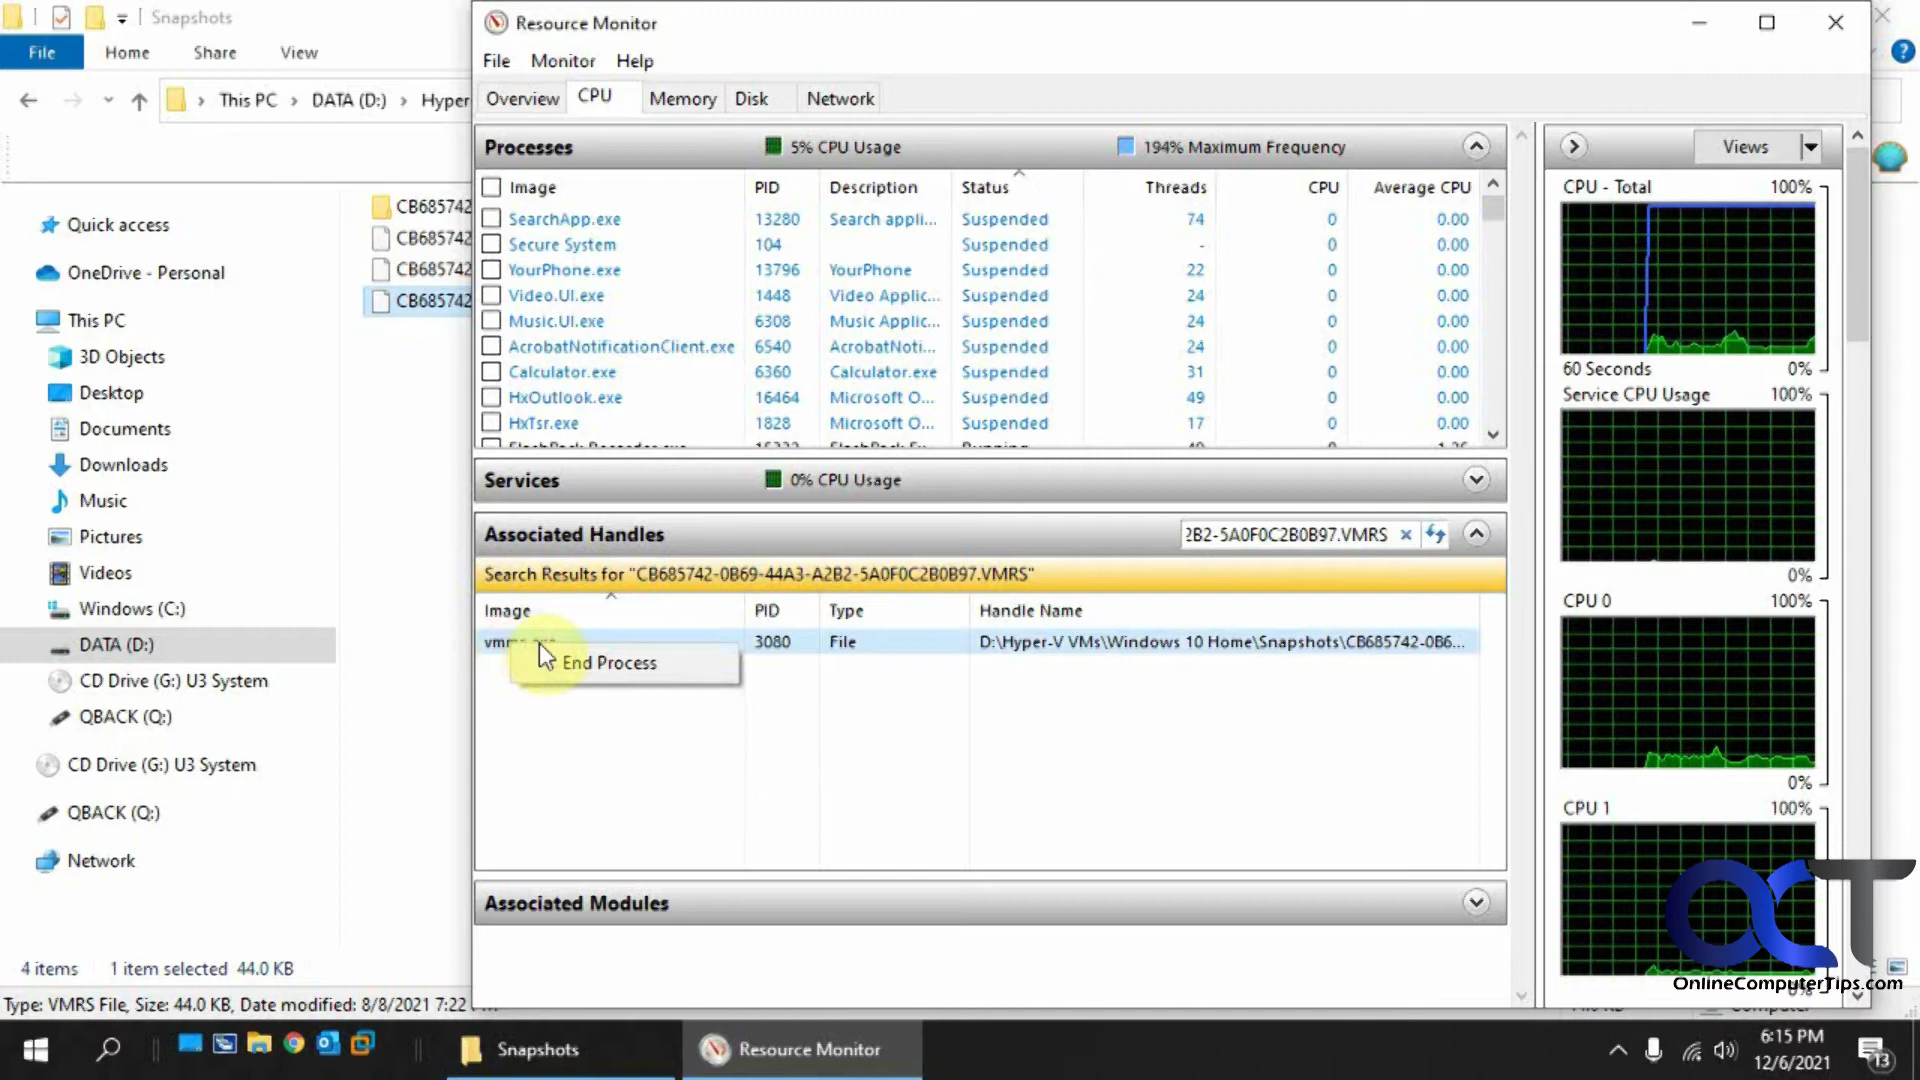 Snapshots
File Home Share View
This PC > DATA (D:) > Hyper
Quick access
OneDrive - Personal
This PC
3D Objects
Desktop
Documents
Downloads
Music
Pictures
Videos
Windows (C:)
DATA (D:)
CD Drive (G:) U3 System
QBACK (Q:)
CD Drive (G:) U3 System
QBACK (Q:)
Network
CB685742
CB685742
CB685742
CB685742
4 items 1 item selected 44.0 KB
Type: VMRS File, Size: 44.0 KB, Date modified: 8/8/2021 7:22
Resource Monitor
File Monitor Help
Overview CPU Memory Disk Network
Processes 5% CPU Usage 194% Maximum Frequency
Image PID Description Status Threads CPU Average CPU
SearchApp.exe 13280 Search appli... Suspended 74 0 0.00
Secure System 104 Suspended - 0 0.00
YourPhone.exe 13796 YourPhone Suspended 22 0 0.00
Video.UI.exe 1448 Video Applic... Suspended 24 0 0.00
Music.UI.exe 6308 Music Applic... Suspended 24 0 0.00
AcrobatNotificationClient.exe 6540 AcrobatNoti... Suspended 24 0 0.00
Calculator.exe 6360 Calculator.exe Suspended 31 0 0.00
HxOutlook.exe 16464 Microsoft O... Suspended 49 0 0.00
HxTsr.exe 1828 Microsoft O... Suspended 17 0 0.00
Services 0% CPU Usage
Associated Handles 2B2-5A0F0C2B0B97.VMRS
Search Results for "CB685742-0B69-44A3-A2B2-5A0F0C2B0B97.VMRS"
Image PID Type Handle Name
3080 File D:\Hyper-V VMs\Windows 10 Home\Snapshots\CB685742-0B6...
End Process
Associated Modules
Views
CPU - Total 100%
60 Seconds 0%
Service CPU Usage 100%
0%
CPU 0 100%
0%
CPU 1 100%
0%
OCT
OnlineComputerTips.com
Snapshots
Resource Monitor
6:15 PM
12/6/2021
13